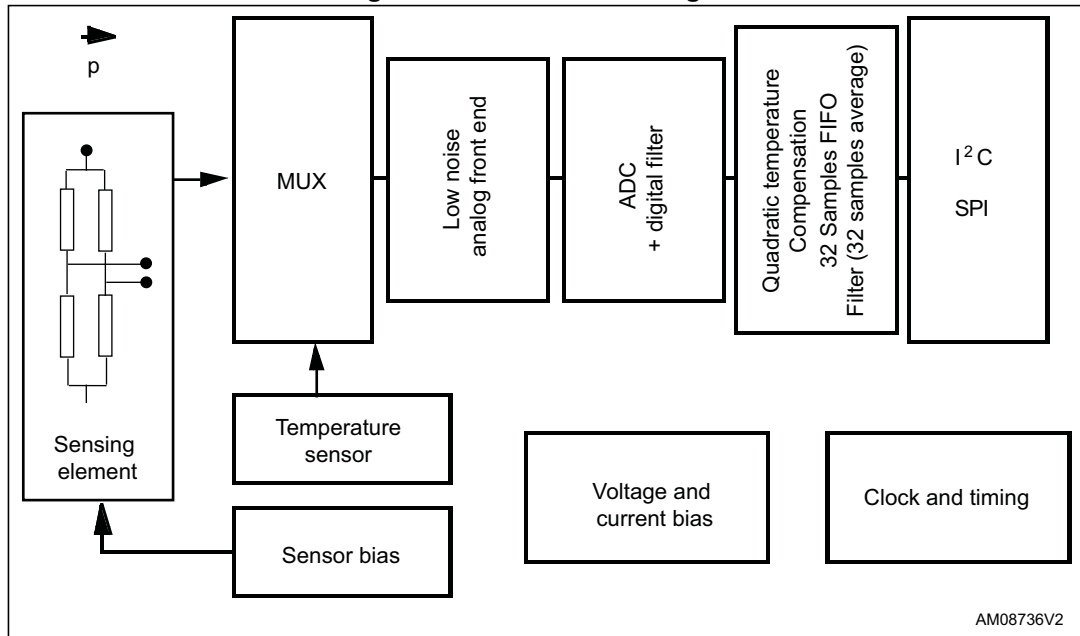 p
Sensing
element
MUX
Low noise
analog front end
ADC
+ digital filter
Quadratic temperature
Compensation
32 Samples FIFO
Filter (32 samples average)
I²C
SPI
Temperature
sensor
Sensor bias
Voltage and
current bias
Clock and timing
AM08736V2